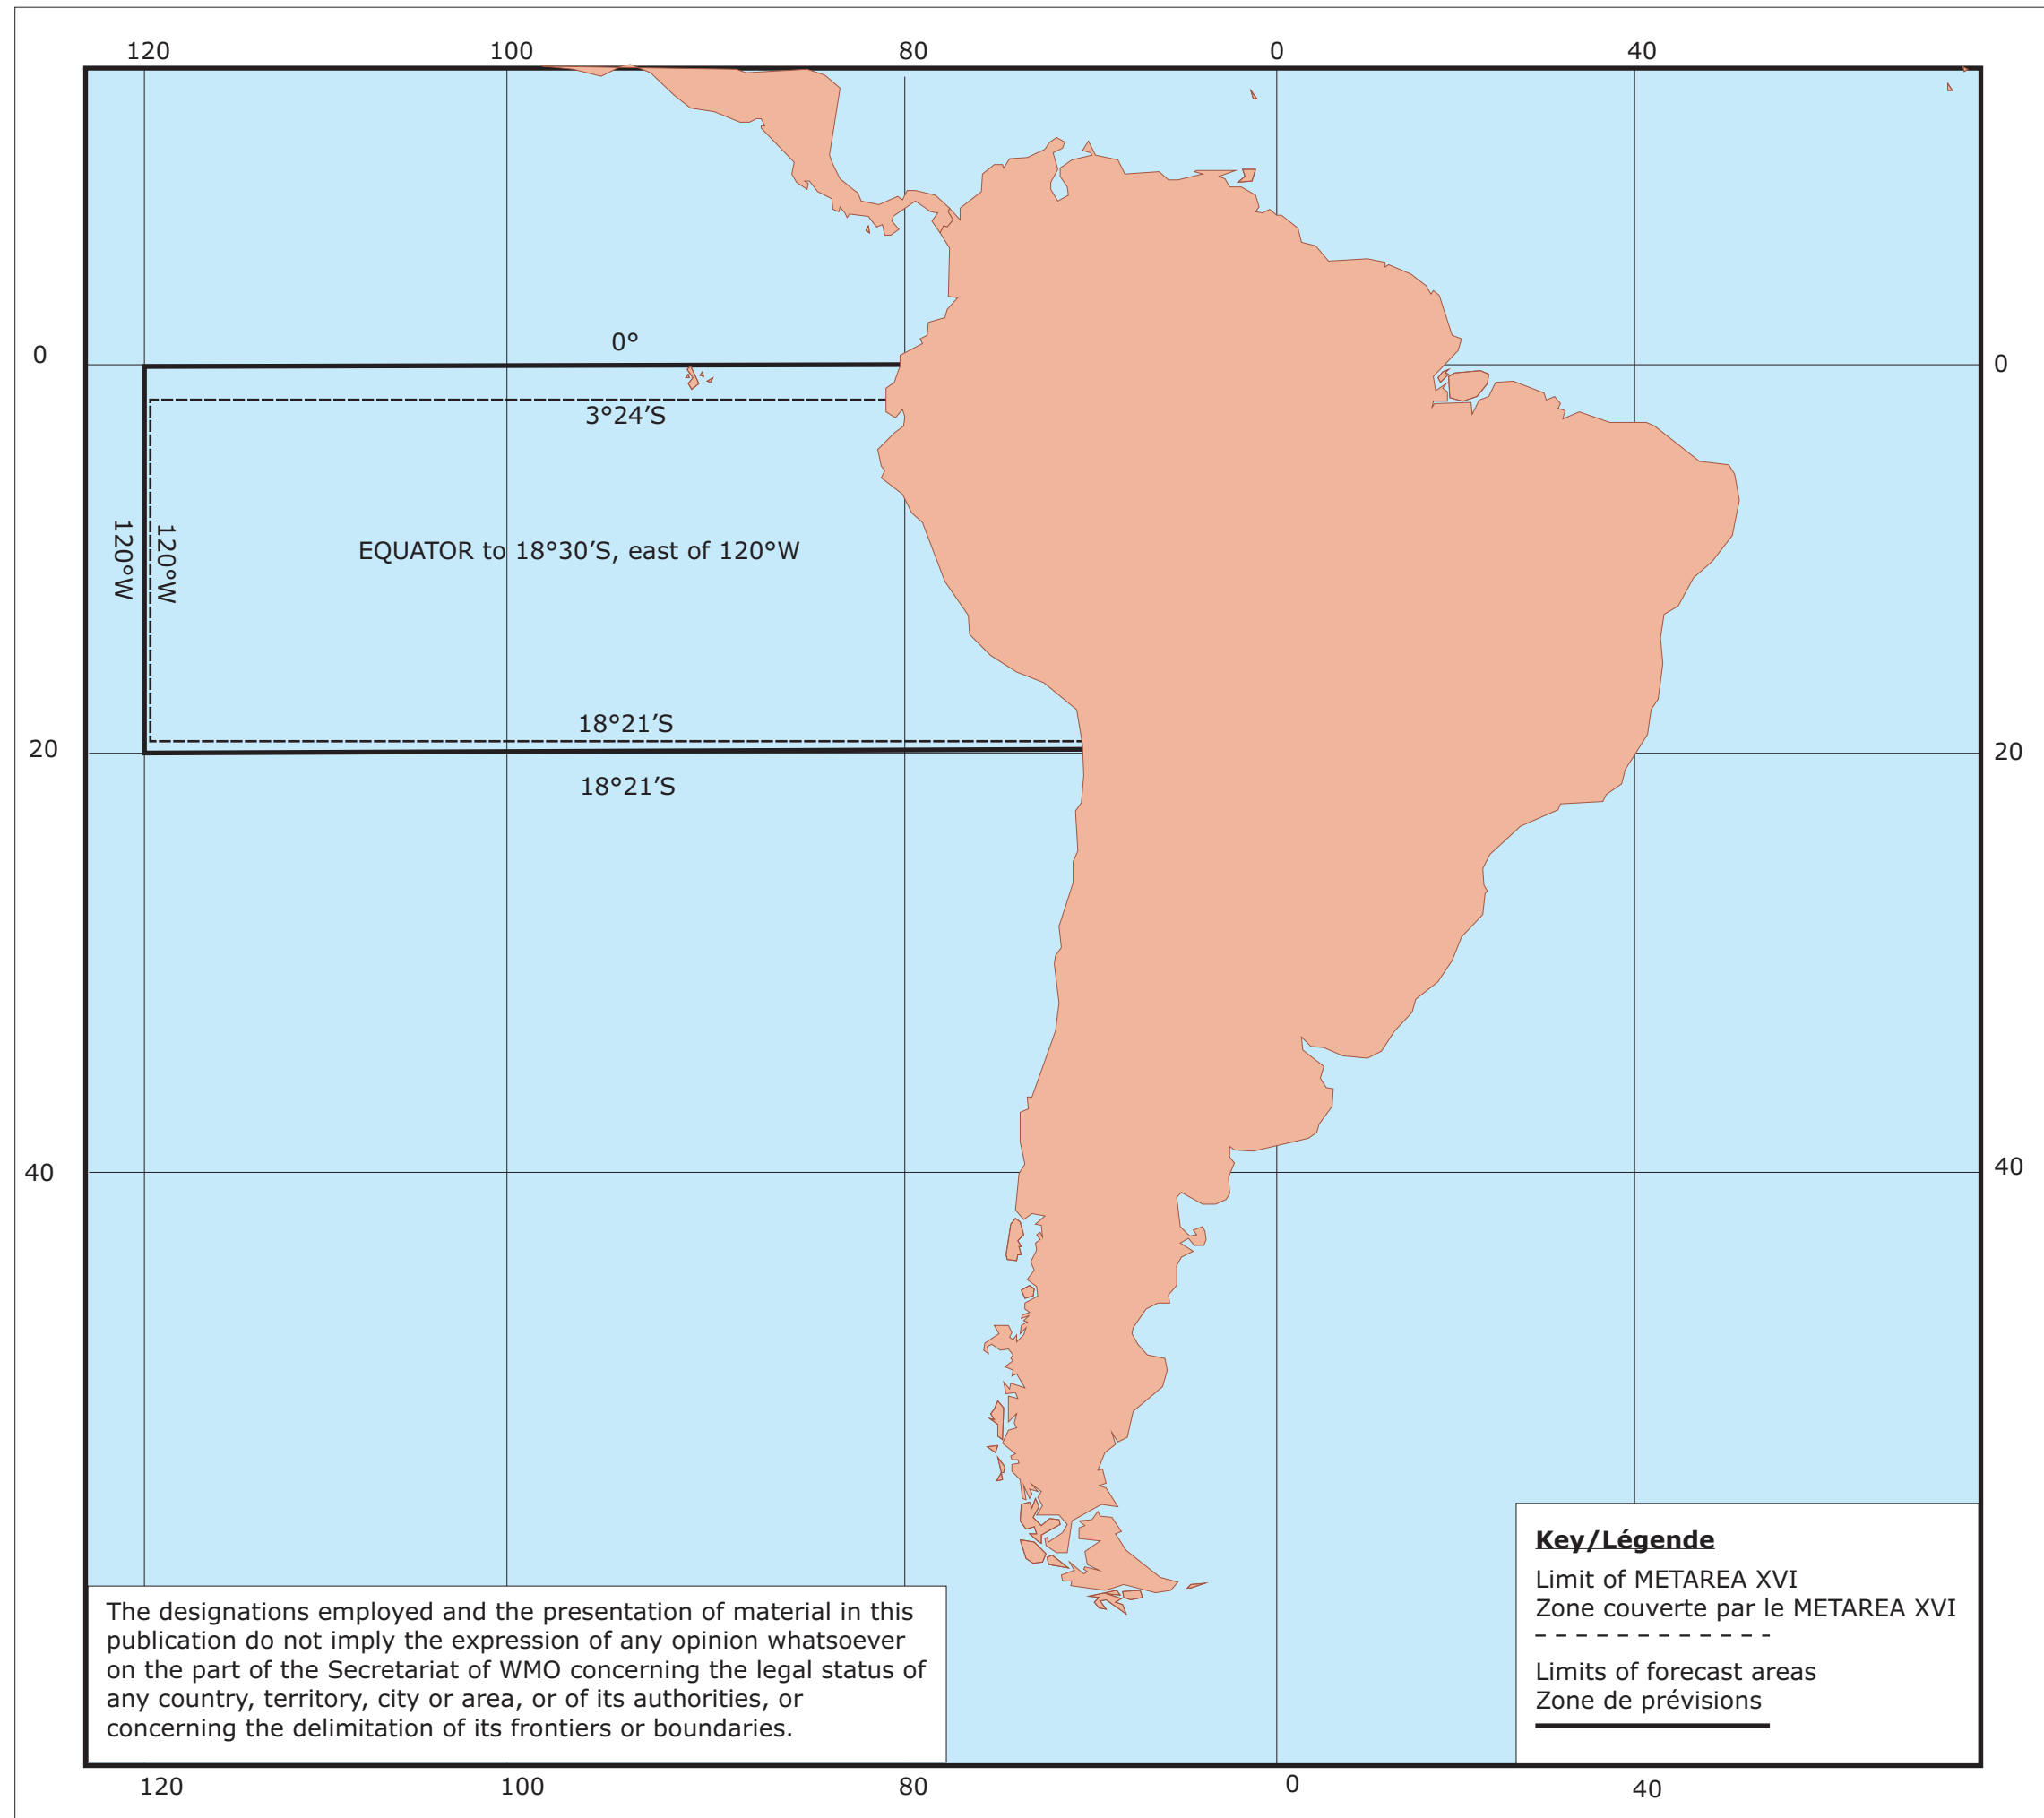 120 100 80 0 40
0°
0 0
3°24’S
120°W 120°W
EQUATOR to 18°30’S, east of 120°W
18°21’S
20 20
18°21’S
40 40
Key/Légende
Limit of METAREA XVI
Zone couverte par le METAREA XVI
Limits of forecast areas
Zone de prévisions
The designations employed and the presentation of material in this
publication do not imply the expression of any opinion whatsoever
on the part of the Secretariat of WMO concerning the legal status of
any country, territory, city or area, or of its authorities, or
concerning the delimitation of its frontiers or boundaries.
120 100 80 0 40